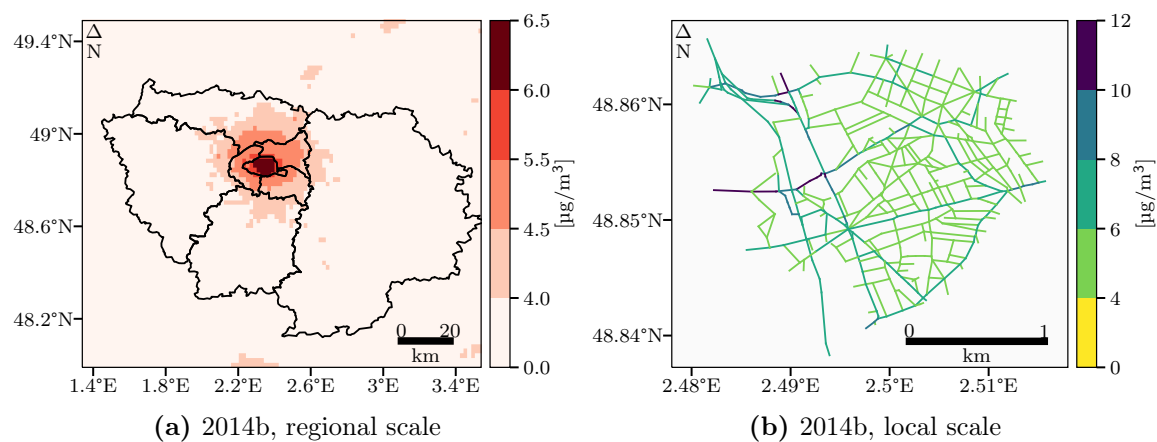 Δ
N
49.4°N
49°N
48.6°N
48.2°N
1.4°E 1.8°E 2.2°E 2.6°E 3°E 3.4°E
0 20
km
6.5
6.0
5.5
4.5
4.0
0.0
[µg/m³]
(a) 2014b, regional scale
Δ
N
48.86°N
48.85°N
48.84°N
2.48°E 2.49°E 2.5°E 2.51°E
0 1
km
12
10
8
6
4
0
[µg/m³]
(b) 2014b, local scale